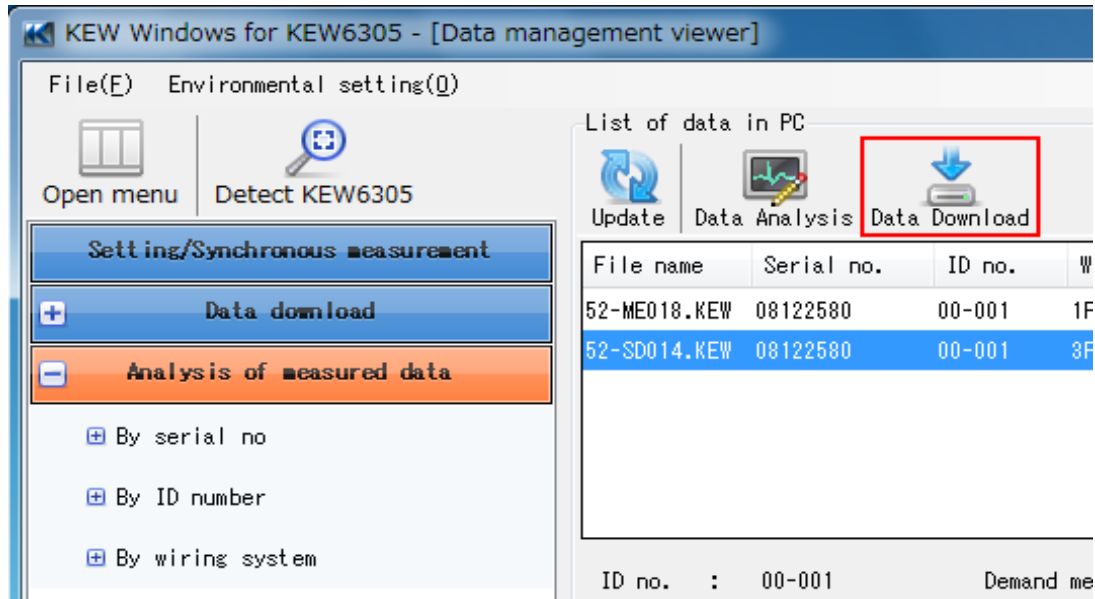 KEW Windows for KEW6305 - [Data management viewer]
File(F) Environmental setting(O)
List of data in PC
Open menu
Detect KEW6305
Update
Data Analysis
Data Download
Setting/Synchronous measurement
Data download
Analysis of measured data
By serial no
By ID number
By wiring system
File name Serial no. ID no. W
52-ME018.KEW 08122580 00-001 1P
52-SD014.KEW 08122580 00-001 3P
ID no. : 00-001 Demand me